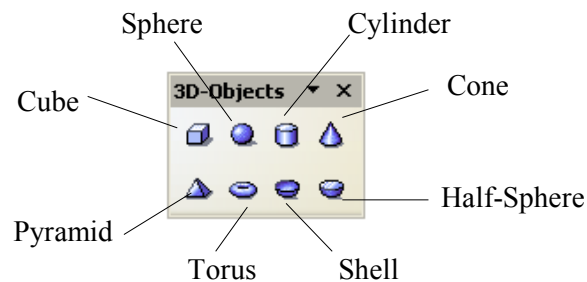 Sphere
Cylinder
3D-Objects
Cube
Cone
Half-Sphere
Pyramid
Torus
Shell